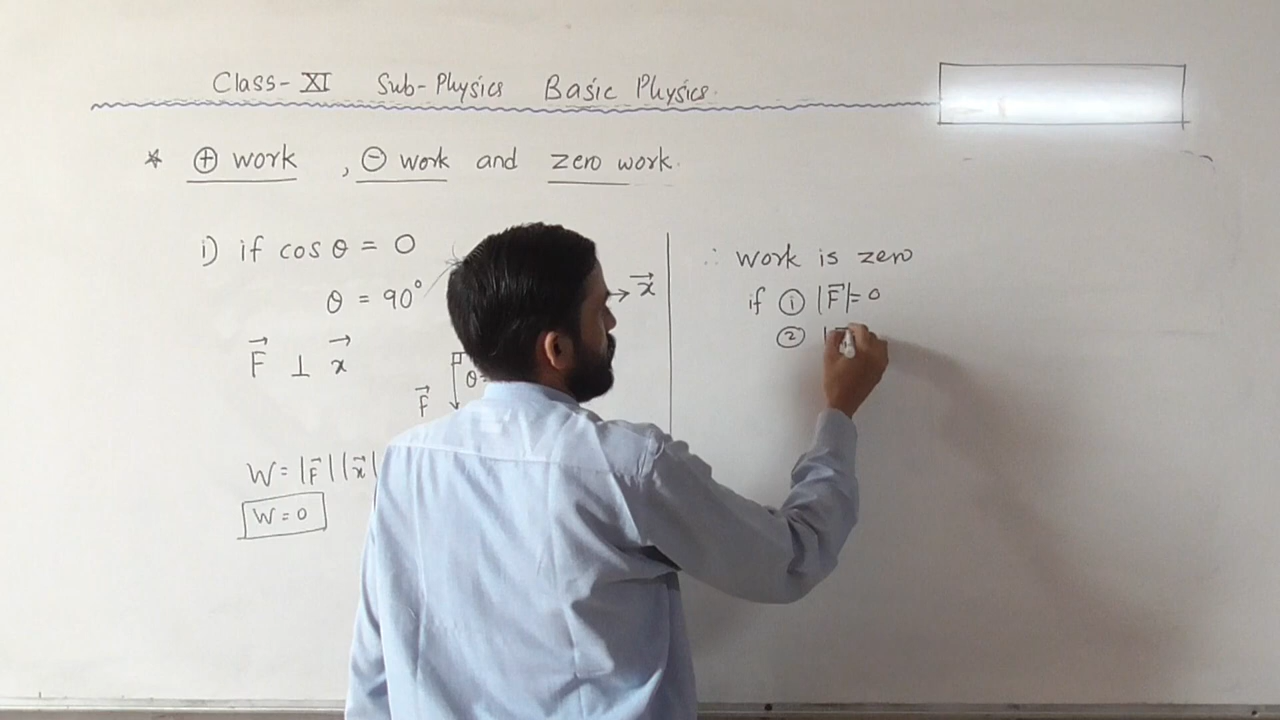 Class-XI Sub-Physics Basic Physics.
* ⊕ work , ⊖ work and zero work.
i) if cos θ = 0
θ = 90°
F⃗ ⊥ x⃗
x⃗
F⃗
θ=
W = |F⃗| |x⃗|
W = 0
∴ work is zero
if ① |F⃗| = 0
②